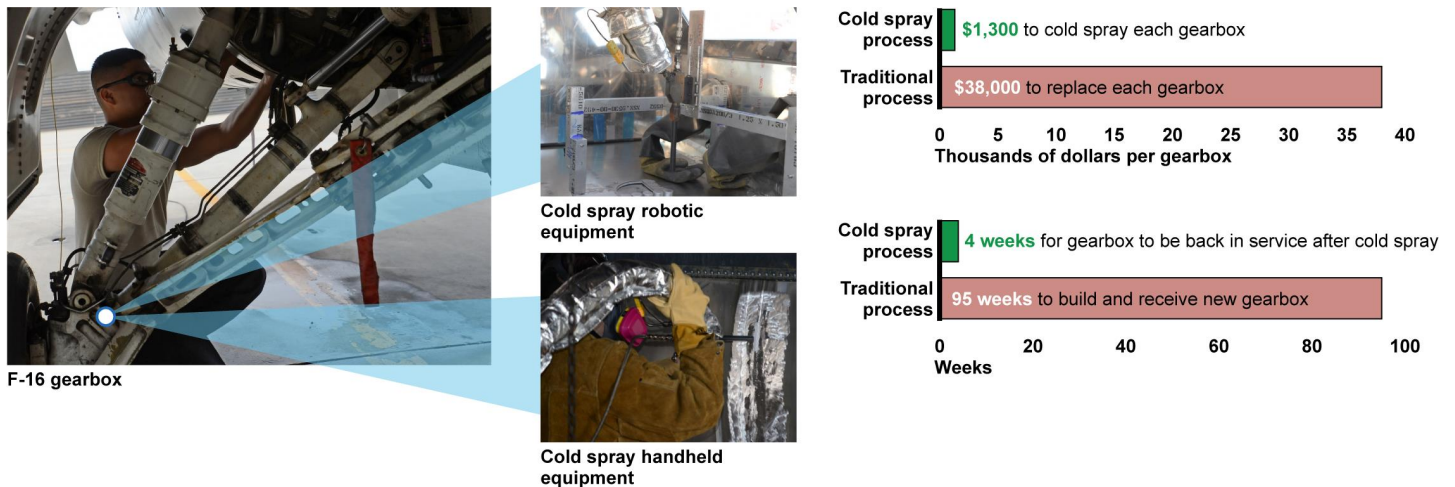 F-16 gearbox
Cold spray robotic
equipment
Cold spray handheld
equipment
Cold spray
process
$1,300 to cold spray each gearbox
Traditional
process
$38,000 to replace each gearbox
0 5 10 15 20 25 30 35 40
Thousands of dollars per gearbox
Cold spray
process
4 weeks for gearbox to be back in service after cold spray
Traditional
process
95 weeks to build and receive new gearbox
0 20 40 60 80 100
Weeks